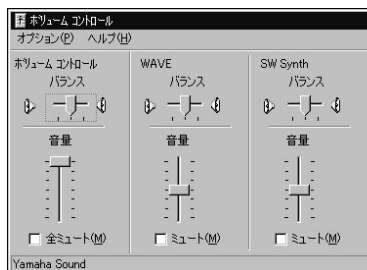 ボリューム コントロール
オプション(P) ヘルプ(H)
ボリューム コントロール
バランス
音量
全ミュート(M)
WAVE
バランス
音量
ミュート(M)
SW Synth
バランス
音量
ミュート(M)
Yamaha Sound